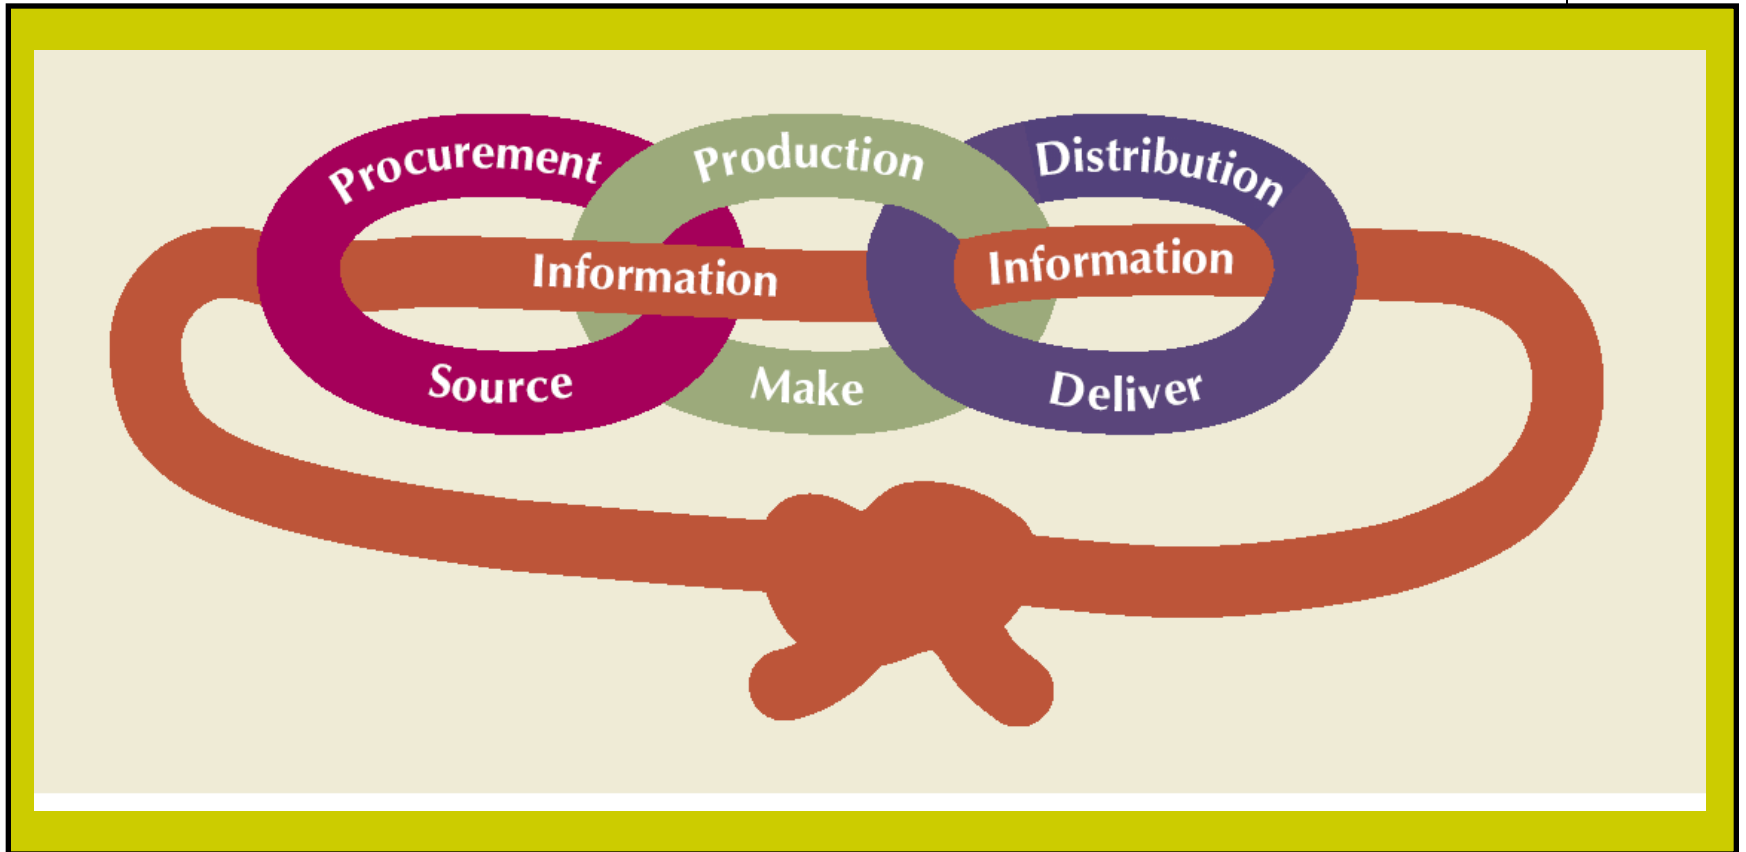 Procurement
Production
Distribution
Information
Information
Source
Make
Deliver